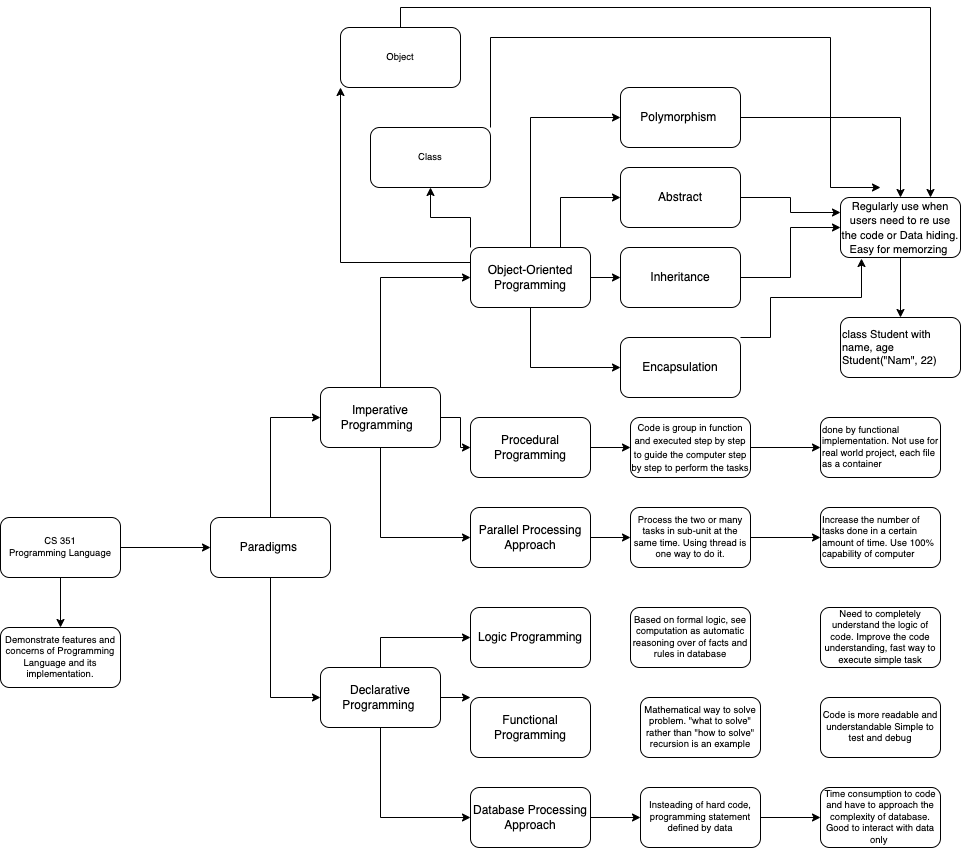 Object
Class
Polymorphism
Abstract
Regularly use when
users need to re use
the code or Data hiding.
Easy for memorzing
Object-Oriented
Programming
Inheritance
class Student with
name, age
Student("Nam", 22)
Encapsulation
Imperative
Programming
Procedural
Programming
Code is group in function
and executed step by step
to guide the computer step
by step to perform the tasks
done by functional
implementation. Not use for
real world project, each file
as a container
CS 351
Programming Language
Paradigms
Parallel Processing
Approach
Process the two or many
tasks in sub-unit at the
same time. Using thread is
one way to do it.
Increase the number of
tasks done in a certain
amount of time. Use 100%
capability of computer
Demonstrate features and
concerns of Programming
Language and its
implementation.
Logic Programming
Based on formal logic, see
computation as automatic
reasoning over of facts and
rules in database
Need to completely
understand the logic of
code. Improve the code
understanding, fast way to
execute simple task
Declarative
Programming
Functional
Programming
Mathematical way to solve
problem. "what to solve"
rather than "how to solve"
recursion is an example
Code is more readable and
understandable Simple to
test and debug
Database Processing
Approach
Insteading of hard code,
programming statement
defined by data
Time consumption to code
and have to approach the
complexity of database.
Good to interact with data
only